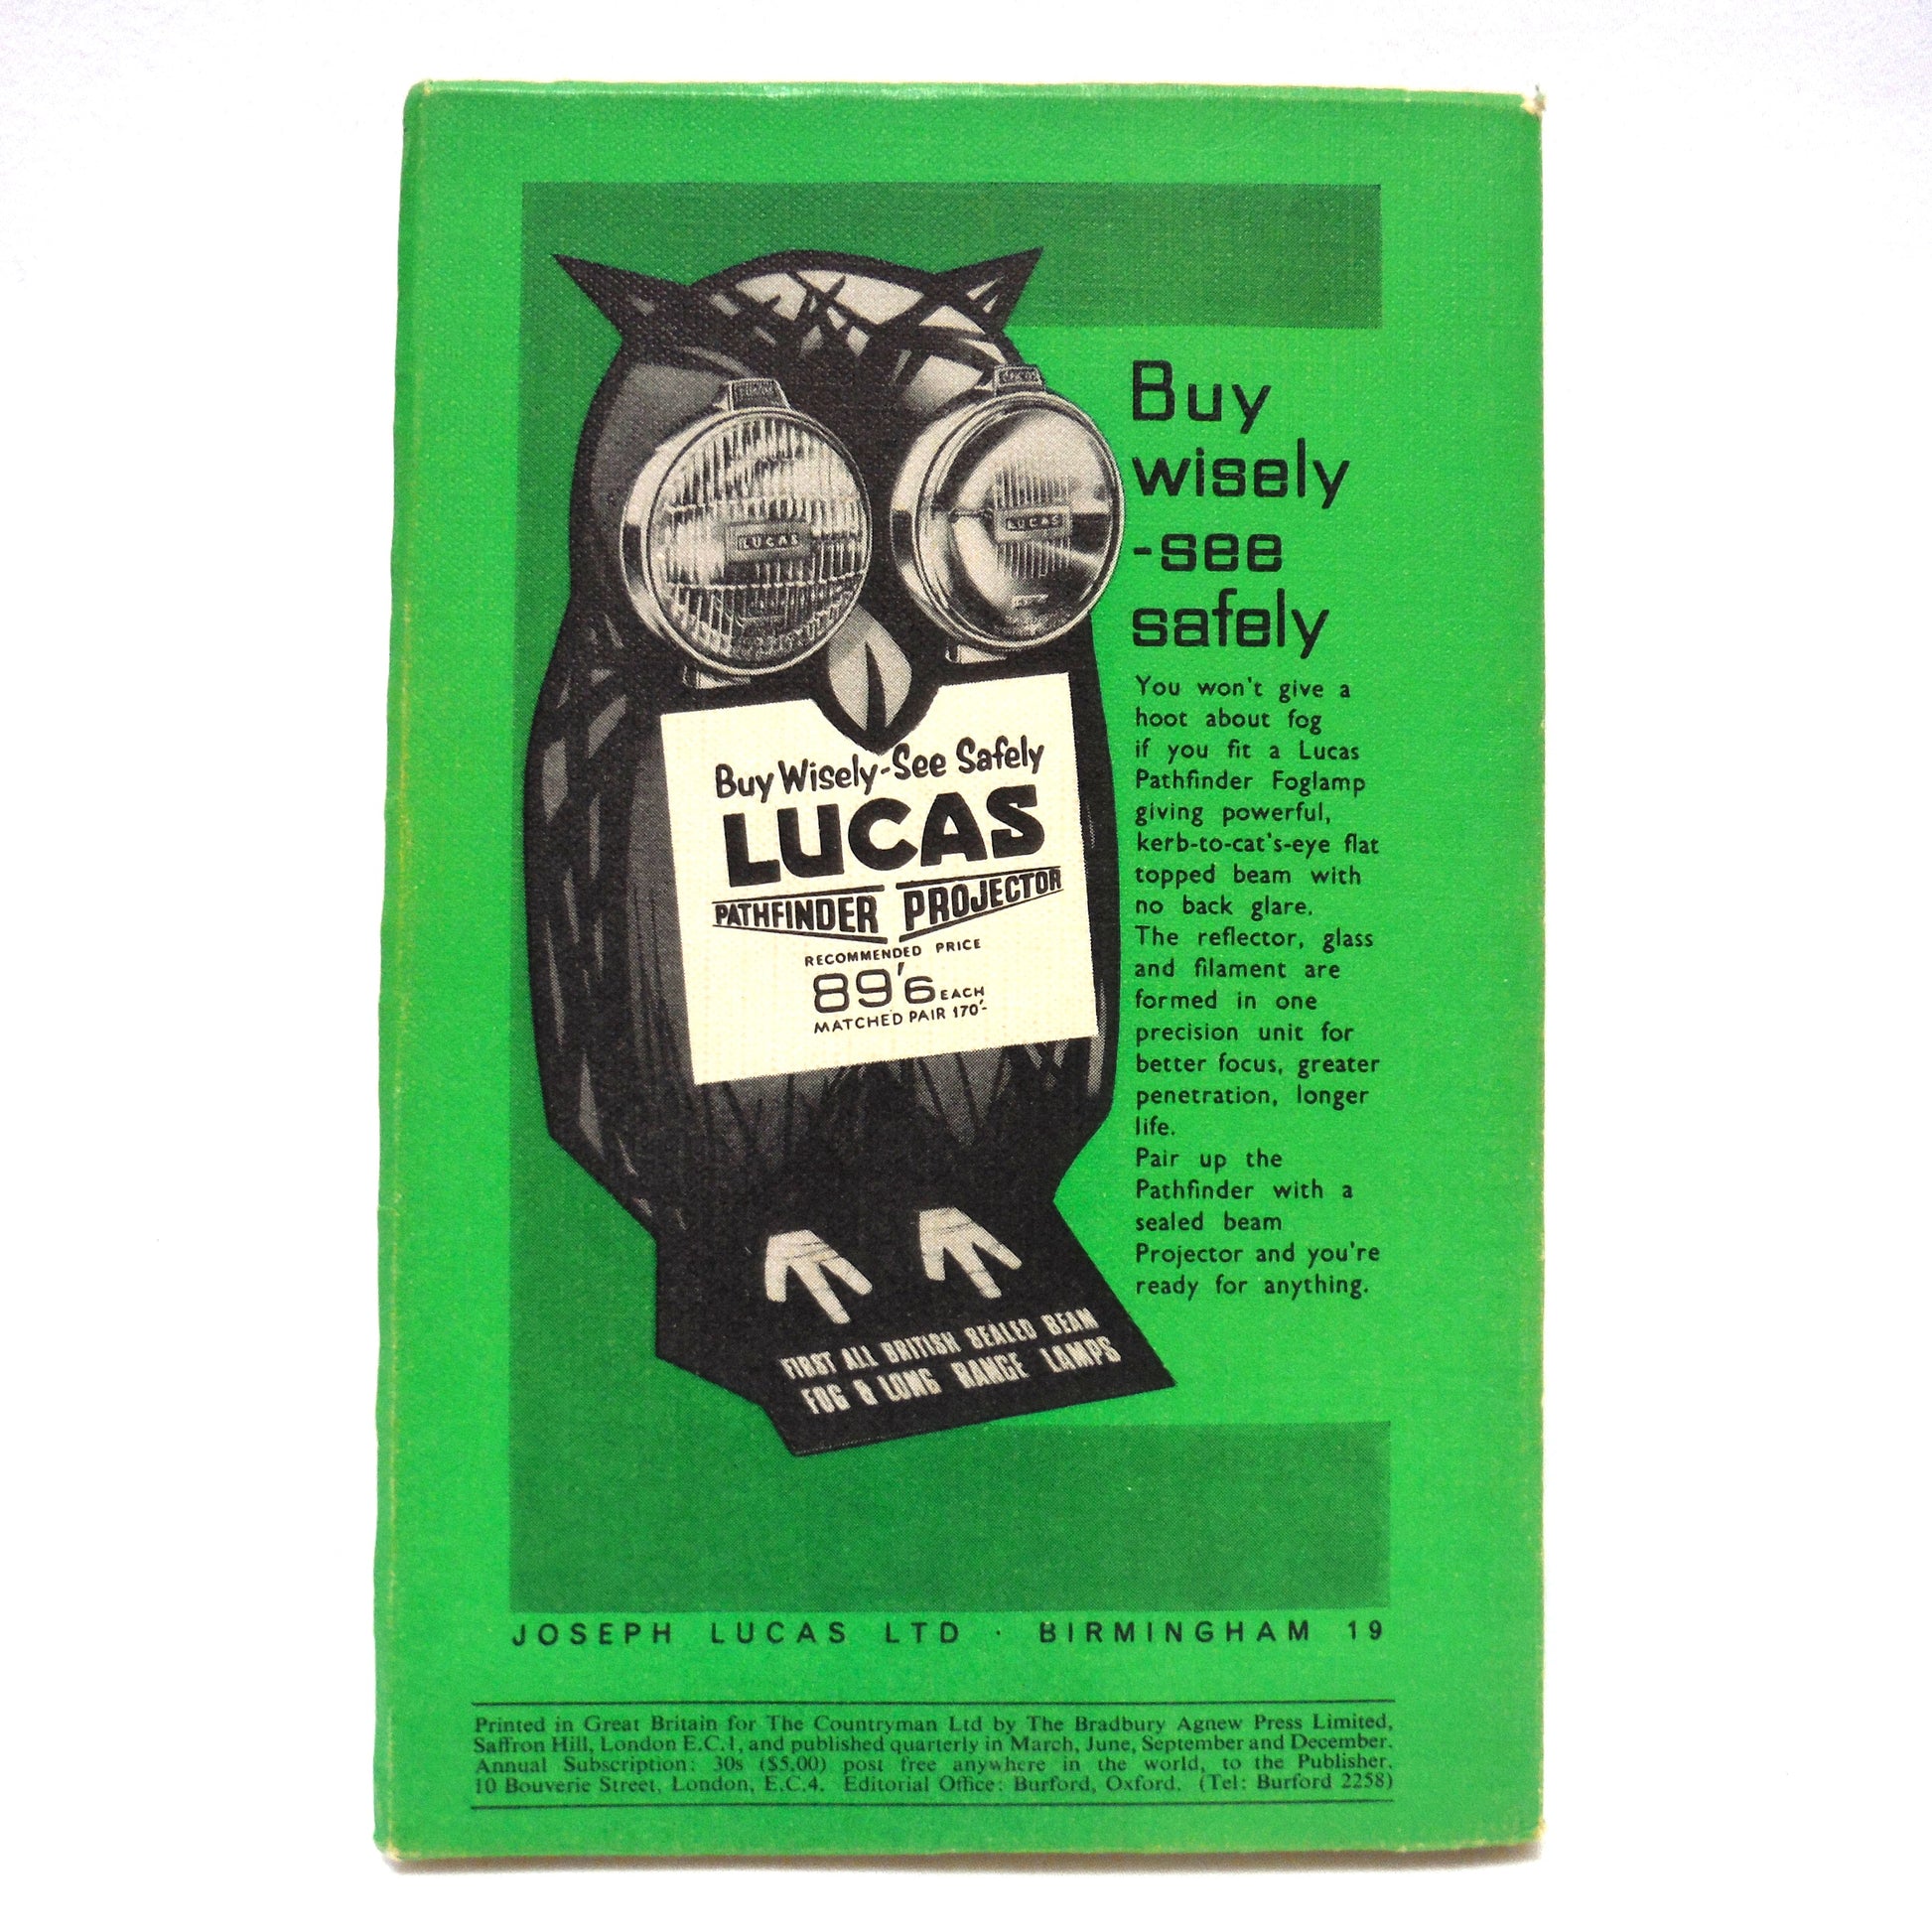 Buy
wisely
-see
safely
You won't give a
hoot about fog
if you fit a Lucas
Pathfinder Foglamp
giving powerful,
kerb-to-cat's-eye flat
topped beam with
no back glare.
The reflector, glass
and filament are
formed in one
precision unit for
better focus, greater
penetration, longer
life.
Pair up the
Pathfinder with a
sealed beam
Projector and you're
ready for anything.
LUCAS
LUCAS
Buy Wisely-See Safely
LUCAS
PATHFINDER PROJECTOR
RECOMMENDED PRICE
89'6 EACH
MATCHED PAIR 170'-
FIRST ALL BRITISH SEALED BEAM
FOG & LONG RANGE LAMPS
JOSEPH LUCAS LTD · BIRMINGHAM 19
Printed in Great Britain for The Countryman Ltd by The Bradbury Agnew Press Limited,
Saffron Hill, London E.C.1, and published quarterly in March, June, September and December.
Annual Subscription: 30s ($5.00) post free anywhere in the world, to the Publisher,
10 Bouverie Street, London, E.C.4. Editorial Office: Burford, Oxford. (Tel: Burford 2258)